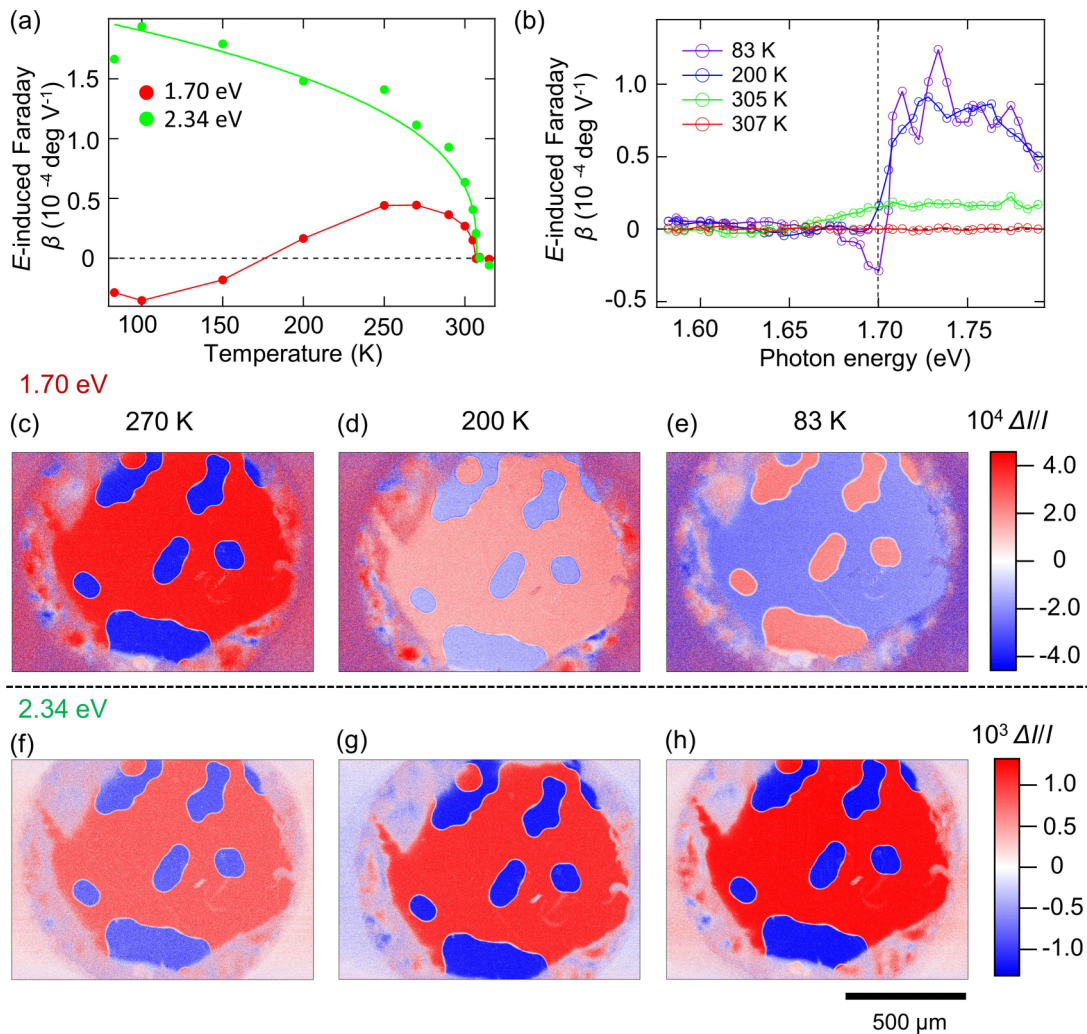 (a)
E-induced Faraday
β (10 -4 deg V-1)
1.5
1.0
0.5
0
1.70 eV
2.34 eV
100 150 200 250 300
Temperature (K)
(b)
E-induced Faraday
β (10 -4 deg V-1)
1.0
0.5
0
-0.5
83 K
200 K
305 K
307 K
1.60 1.65 1.70 1.75
Photon energy (eV)
1.70 eV
(c) 270 K
(d) 200 K
(e) 83 K
10⁴ ΔI/I
4.0
2.0
0
-2.0
-4.0
2.34 eV
(f)
(g)
(h)
10³ ΔI/I
1.0
0.5
0
-0.5
-1.0
500 µm